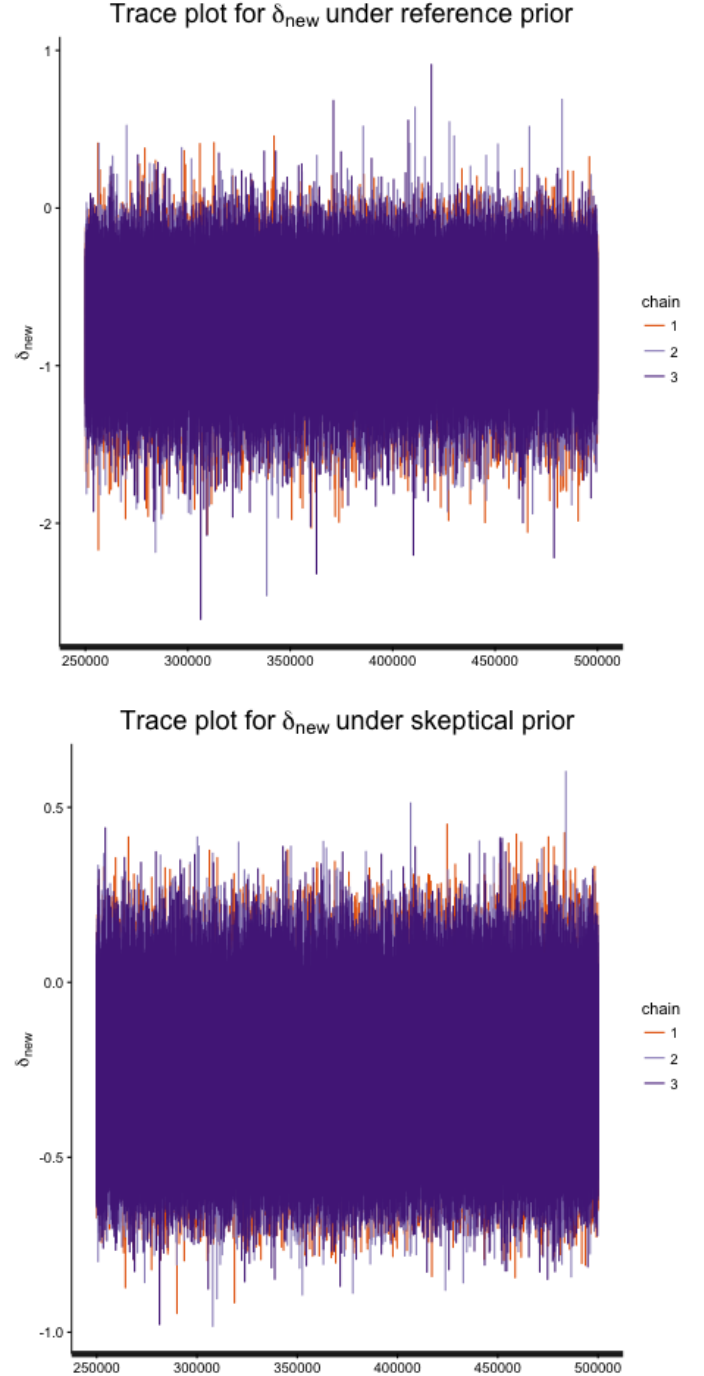 Trace plot for δnew under reference prior
1
0
-1
-2
δnew
250000 300000 350000 400000 450000 500000
chain
1
2
3
Trace plot for δnew under skeptical prior
0.5
0.0
-0.5
-1.0
δnew
250000 300000 350000 400000 450000 500000
chain
1
2
3